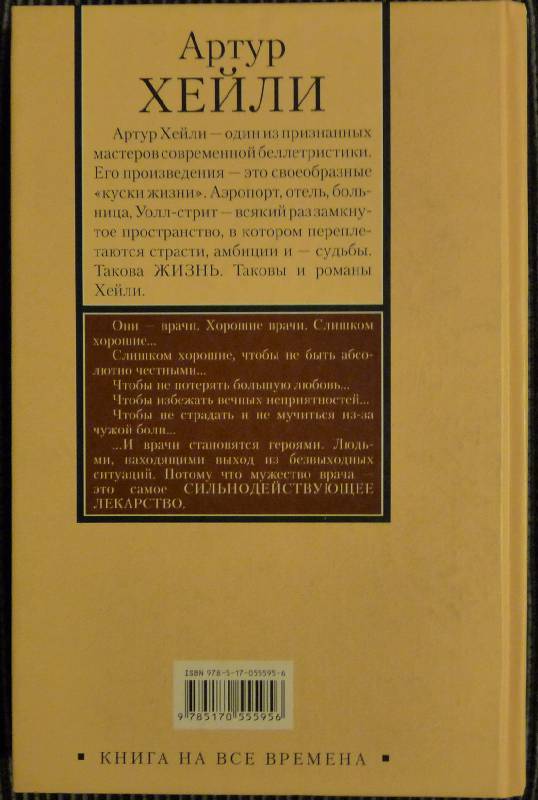 Артур
ХЕЙЛИ
Артур Хейли — один из признанных
мастеров современной беллетристики.
Его произведения — это своеобразные
«куски жизни». Аэропорт, отель, боль-
ница, Уолл-стрит — всякий раз замкну-
тое пространство, в котором перепле-
таются страсти, амбиции и — судьбы.
Такова ЖИЗНЬ. Таковы и романы
Хейли.
Они — врачи. Хорошие врачи. Слишком
хорошие...
Слишком хорошие, чтобы не быть абсо-
лютно честными...
Чтобы не потерять большую любовь...
Чтобы избежать вечных неприятностей...
Чтобы не страдать и не мучиться из-за
чужой боли...
...И врачи становятся героями. Людь-
ми, находящими выход из безвыходных
ситуаций. Потому что мужество врача —
это самое СИЛЬНОДЕЙСТВУЮЩЕЕ
ЛЕКАРСТВО.
ISBN 978-5-17-055595-6
9 785170 555956
▪ КНИГА НА ВСЕ ВРЕМЕНА ▪